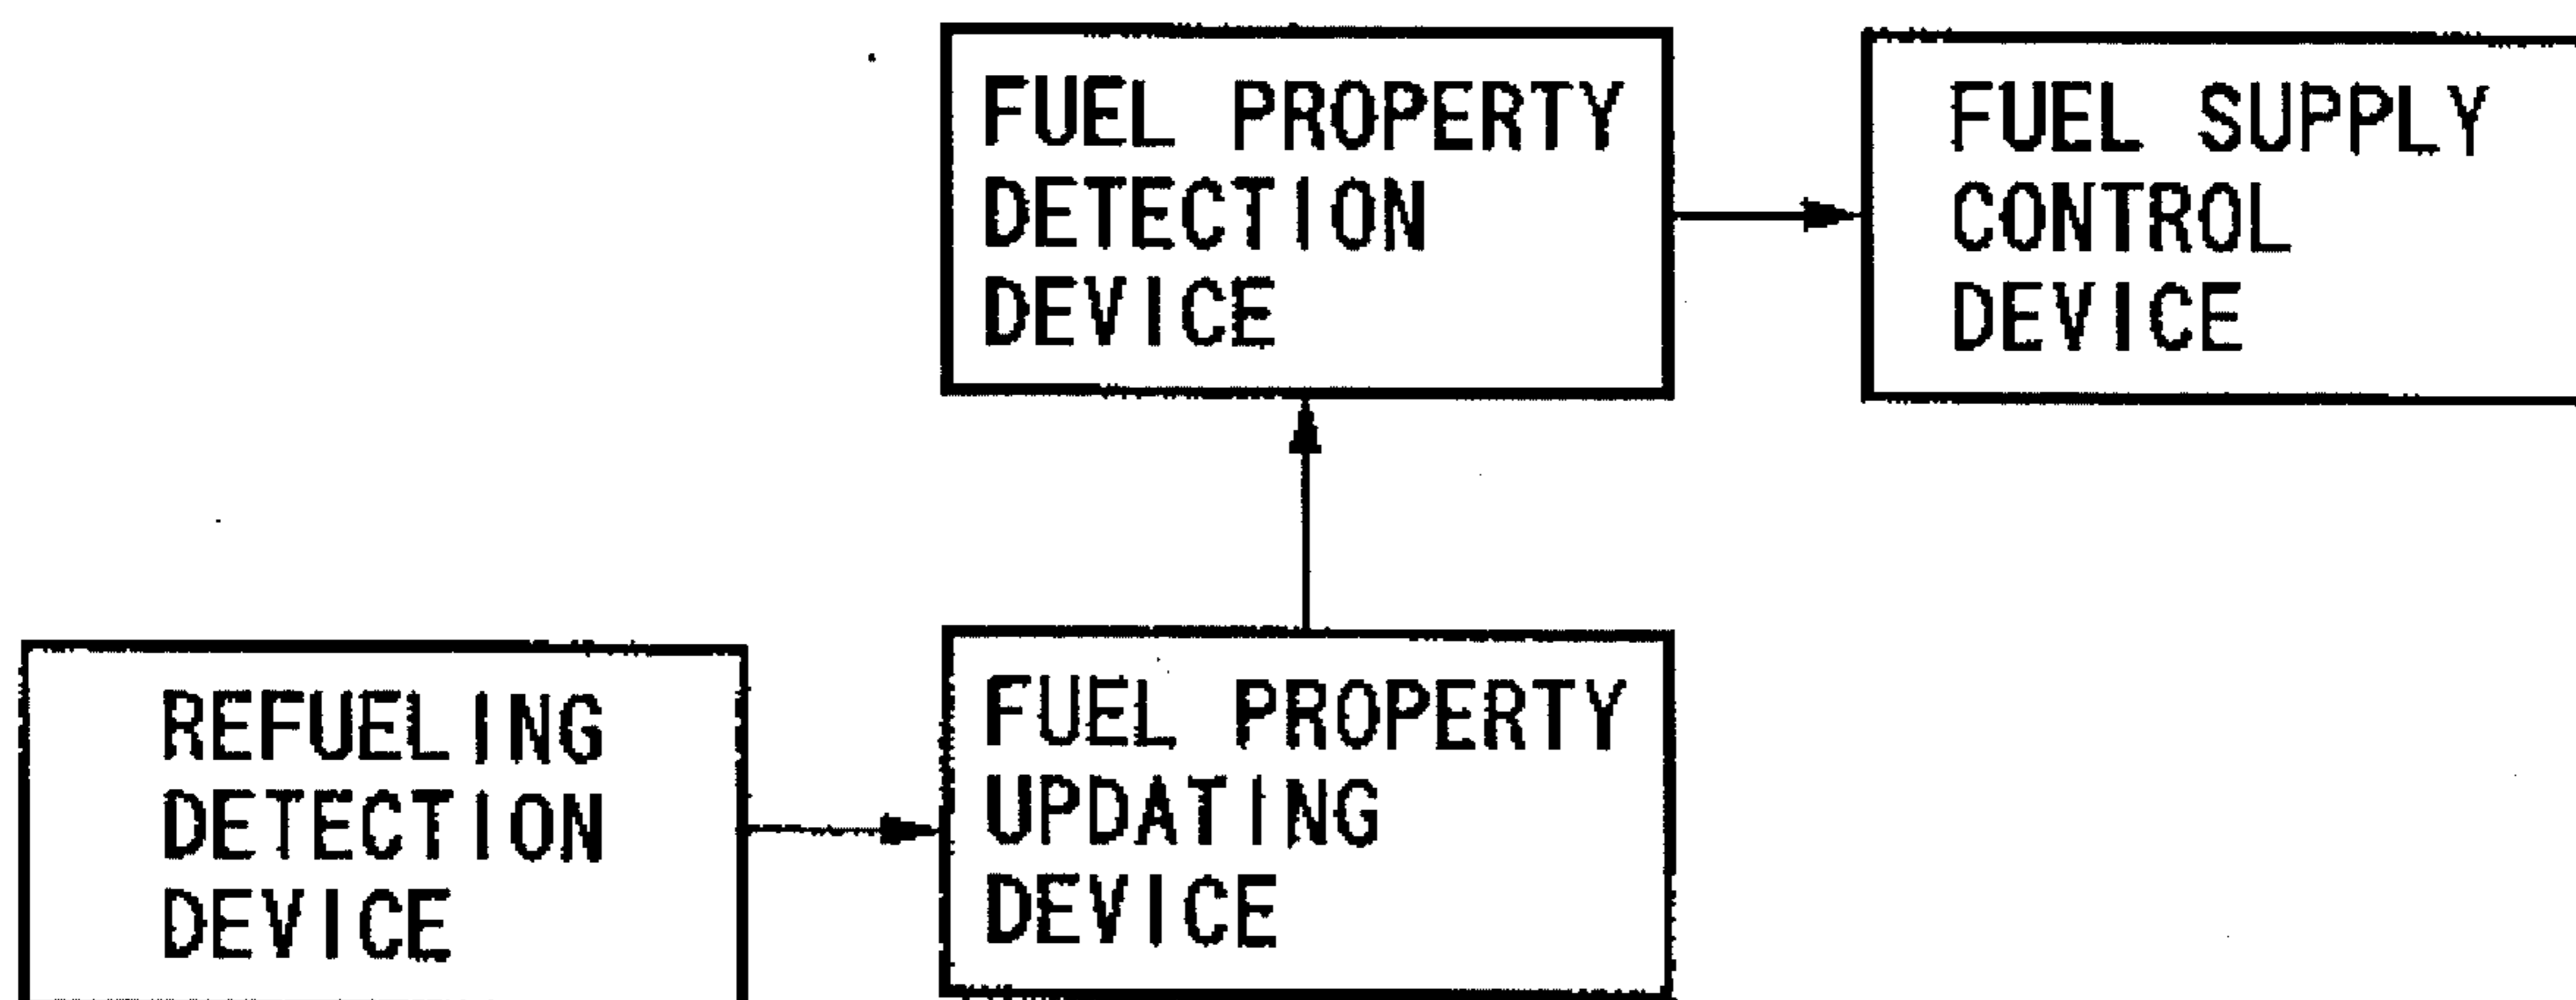 FUEL PROPERTY
DETECTION
DEVICE
FUEL SUPPLY
CONTROL
DEVICE
REFUELING
DETECTION
DEVICE
FUEL PROPERTY
UPDATING
DEVICE